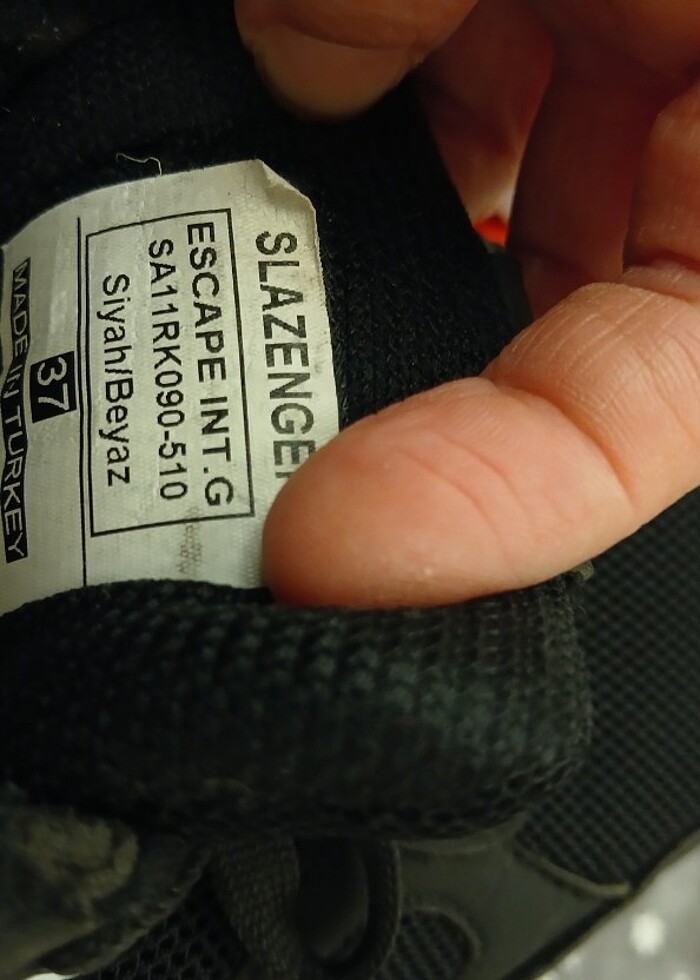 SLAZENGE
ESCAPE INT.G
SA11RK090-510
Siyah/Beyaz
37
MADE IN TURKEY